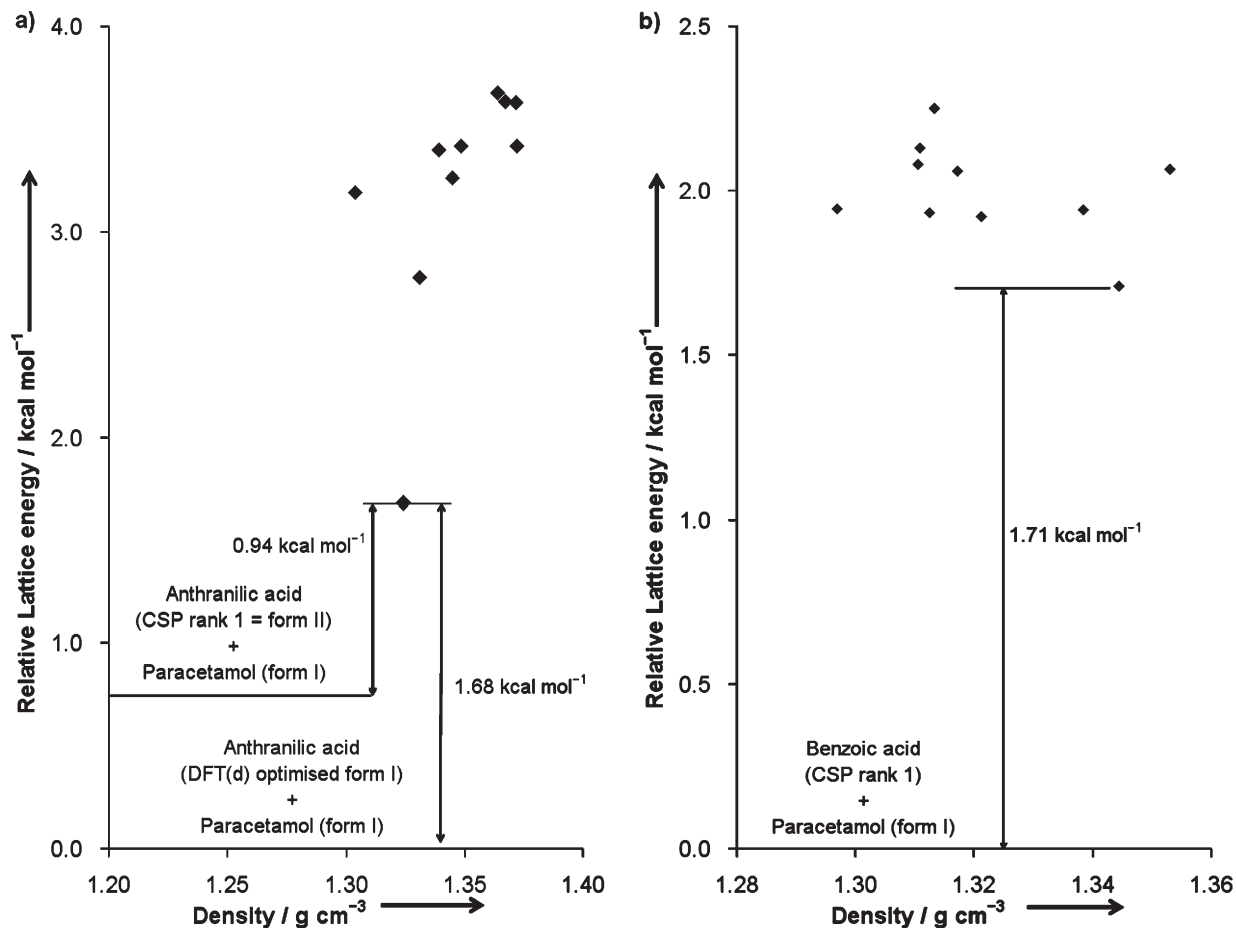 a)
4.0
3.0
2.0
1.0
0.0
Relative Lattice energy / kcal mol⁻¹
0.94 kcal mol⁻¹
Anthranilic acid
(CSP rank 1 = form II)
+
Paracetamol (form I)
1.68 kcal mol⁻¹
Anthranilic acid
(DFT(d) optimised form I)
+
Paracetamol (form I)
1.20
1.25
1.30
1.35
1.40
Density / g cm⁻³
b)
2.5
2.0
1.5
1.0
0.5
0.0
Relative Lattice energy / kcal mol⁻¹
1.71 kcal mol⁻¹
Benzoic acid
(CSP rank 1)
+
Paracetamol (form I)
1.28
1.30
1.32
1.34
1.36
Density / g cm⁻³